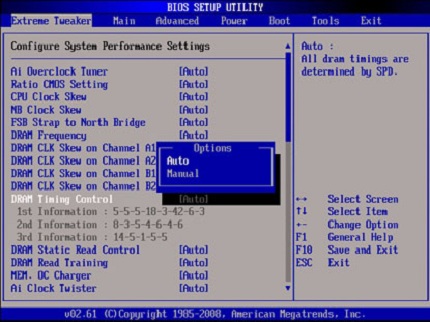 BIOS SETUP UTILITY
Extreme Tweaker Main Advanced Power Boot Tools Exit
Configure System Performance Settings
Ai Overclock Tuner [Auto]
Ratio CMOS Setting [Auto]
CPU Clock Skew [Auto]
MB Clock Skew [Auto]
FSB Strap to North Bridge [Auto]
DRAM Frequency [Auto]
DRAM CLK Skew on Channel A1
DRAM CLK Skew on Channel A2
DRAM CLK Skew on Channel B1
DRAM CLK Skew on Channel B2
DRAM Timing Control [Auto]
1st Information : 5-5-5-18-3-42-6-3
2nd Information : 8-3-5-4-6-4-6
3rd Information : 14-5-1-5-5
DRAM Static Read Control [Auto]
DRAM Read Training [Auto]
MEM. OC Charger [Auto]
Ai Clock Twister [Auto]
Options
Auto
Manual
Auto :
All dram timings are
determined by SPD.
↔ Select Screen
↑↓ Select Item
+- Change Option
F1 General Help
F10 Save and Exit
ESC Exit
v02.61 (C)Copyright 1985-2008, American Megatrends, Inc.